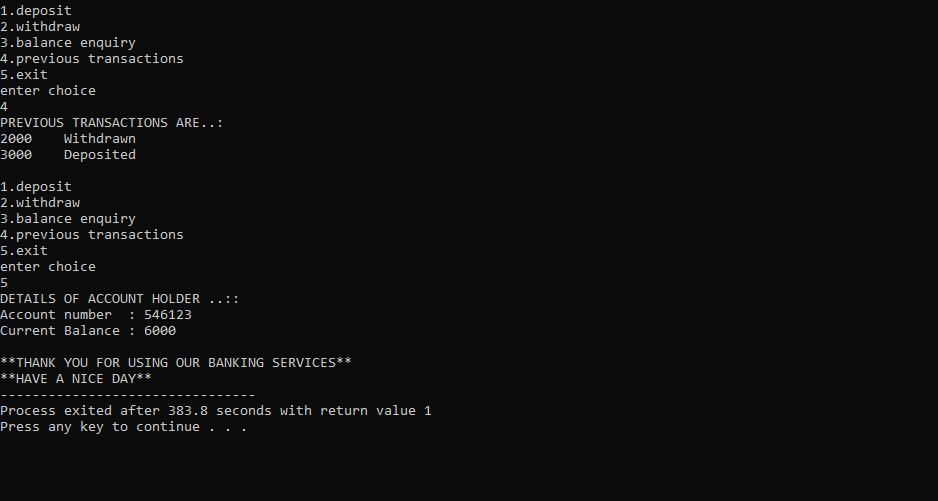 1.deposit
2.withdraw
3.balance enquiry
4.previous transactions
5.exit
enter choice
4
PREVIOUS TRANSACTIONS ARE..:
2000    Withdrawn
3000    Deposited

1.deposit
2.withdraw
3.balance enquiry
4.previous transactions
5.exit
enter choice
5
DETAILS OF ACCOUNT HOLDER ..::
Account number  : 546123
Current Balance : 6000

**THANK YOU FOR USING OUR BANKING SERVICES**
**HAVE A NICE DAY**
--------------------------------
Process exited after 383.8 seconds with return value 1
Press any key to continue . . .